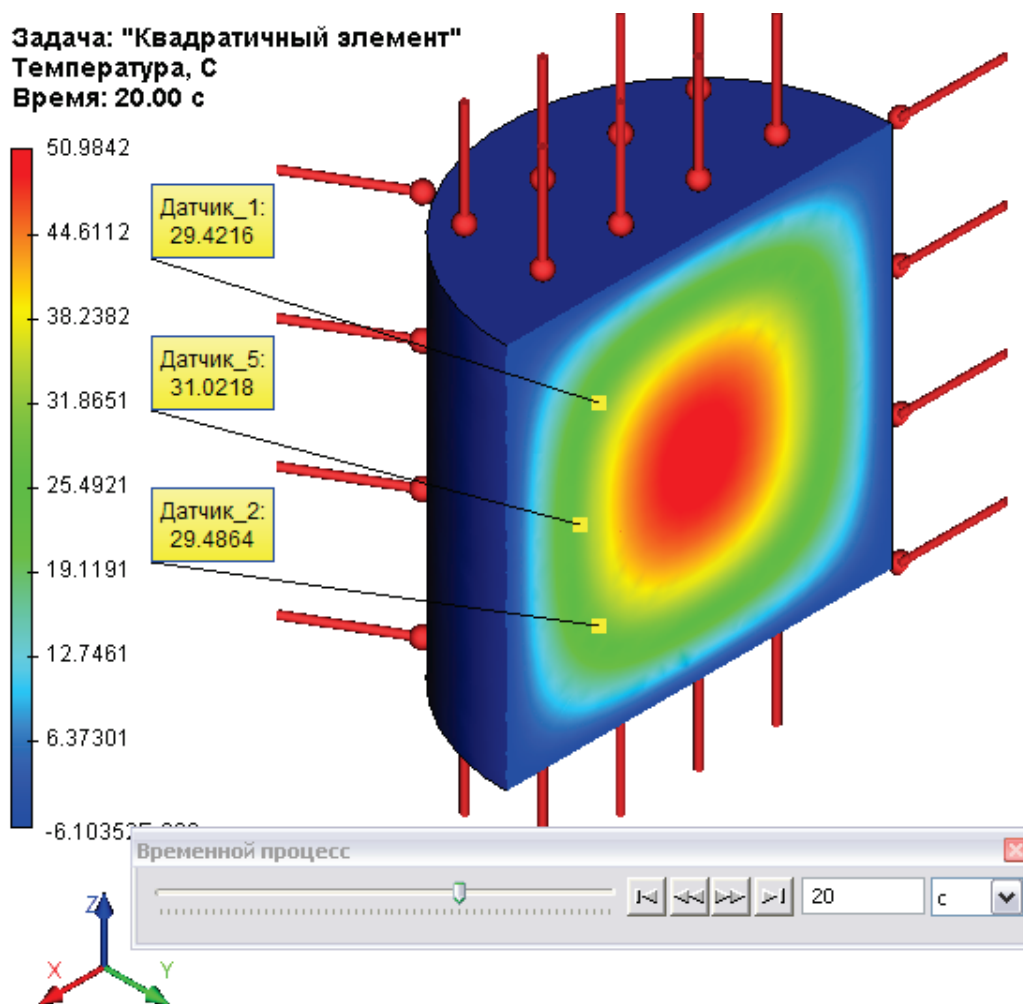 Задача: "Квадратичный элемент"
Температура, С
Время: 20.00 с
50.9842
44.6112
38.2382
31.8651
25.4921
19.1191
12.7461
6.37301
Датчик_1:
29.4216
Датчик_5:
31.0218
Датчик_2:
29.4864
Временной процесс
20
с
Z
X
Y